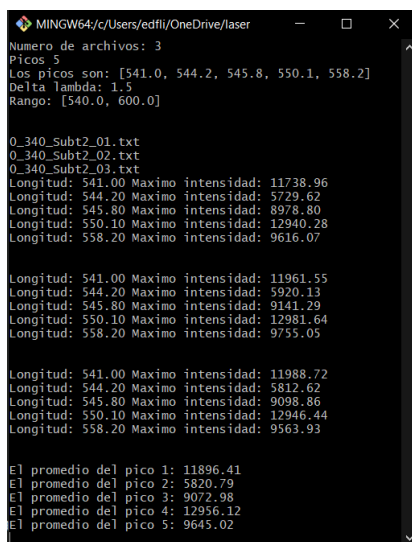 MINGW64:/c/Users/edfli/OneDrive/laser
Numero de archivos: 3
Picos 5
Los picos son: [541.0, 544.2, 545.8, 550.1, 558.2]
Delta lambda: 1.5
Rango: [540.0, 600.0]
0_340_Subt2_01.txt
0_340_Subt2_02.txt
0_340_Subt2_03.txt
Longitud: 541.00 Maximo intensidad: 11738.96
Longitud: 544.20 Maximo intensidad: 5729.62
Longitud: 545.80 Maximo intensidad: 8978.80
Longitud: 550.10 Maximo intensidad: 12940.28
Longitud: 558.20 Maximo intensidad: 9616.07
Longitud: 541.00 Maximo intensidad: 11961.55
Longitud: 544.20 Maximo intensidad: 5920.13
Longitud: 545.80 Maximo intensidad: 9141.29
Longitud: 550.10 Maximo intensidad: 12981.64
Longitud: 558.20 Maximo intensidad: 9755.05
Longitud: 541.00 Maximo intensidad: 11988.72
Longitud: 544.20 Maximo intensidad: 5812.62
Longitud: 545.80 Maximo intensidad: 9098.86
Longitud: 550.10 Maximo intensidad: 12946.44
Longitud: 558.20 Maximo intensidad: 9563.93
El promedio del pico 1: 11896.41
El promedio del pico 2: 5820.79
El promedio del pico 3: 9072.98
El promedio del pico 4: 12956.12
El promedio del pico 5: 9645.02